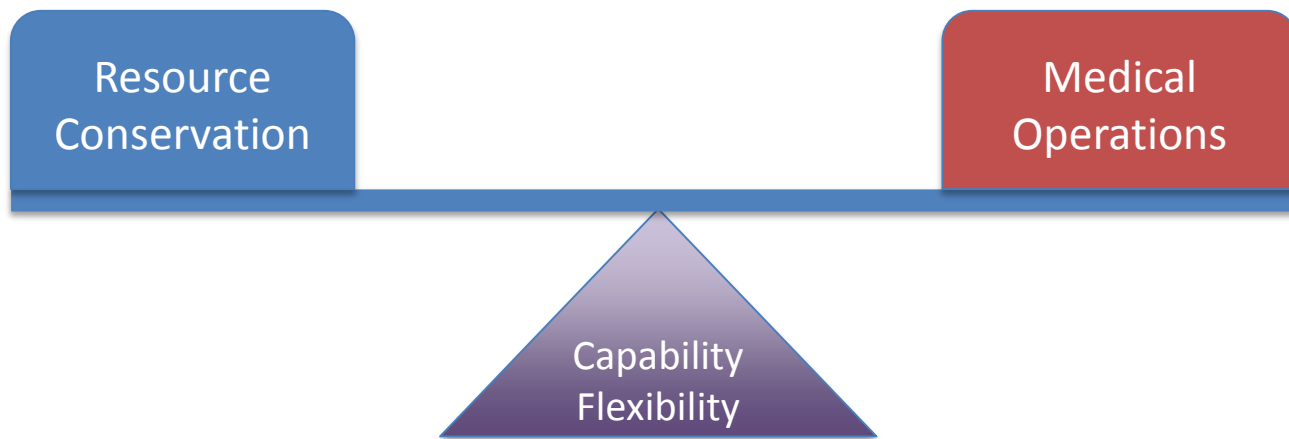 Resource
Conservation
Medical
Operations
Capability
Flexibility